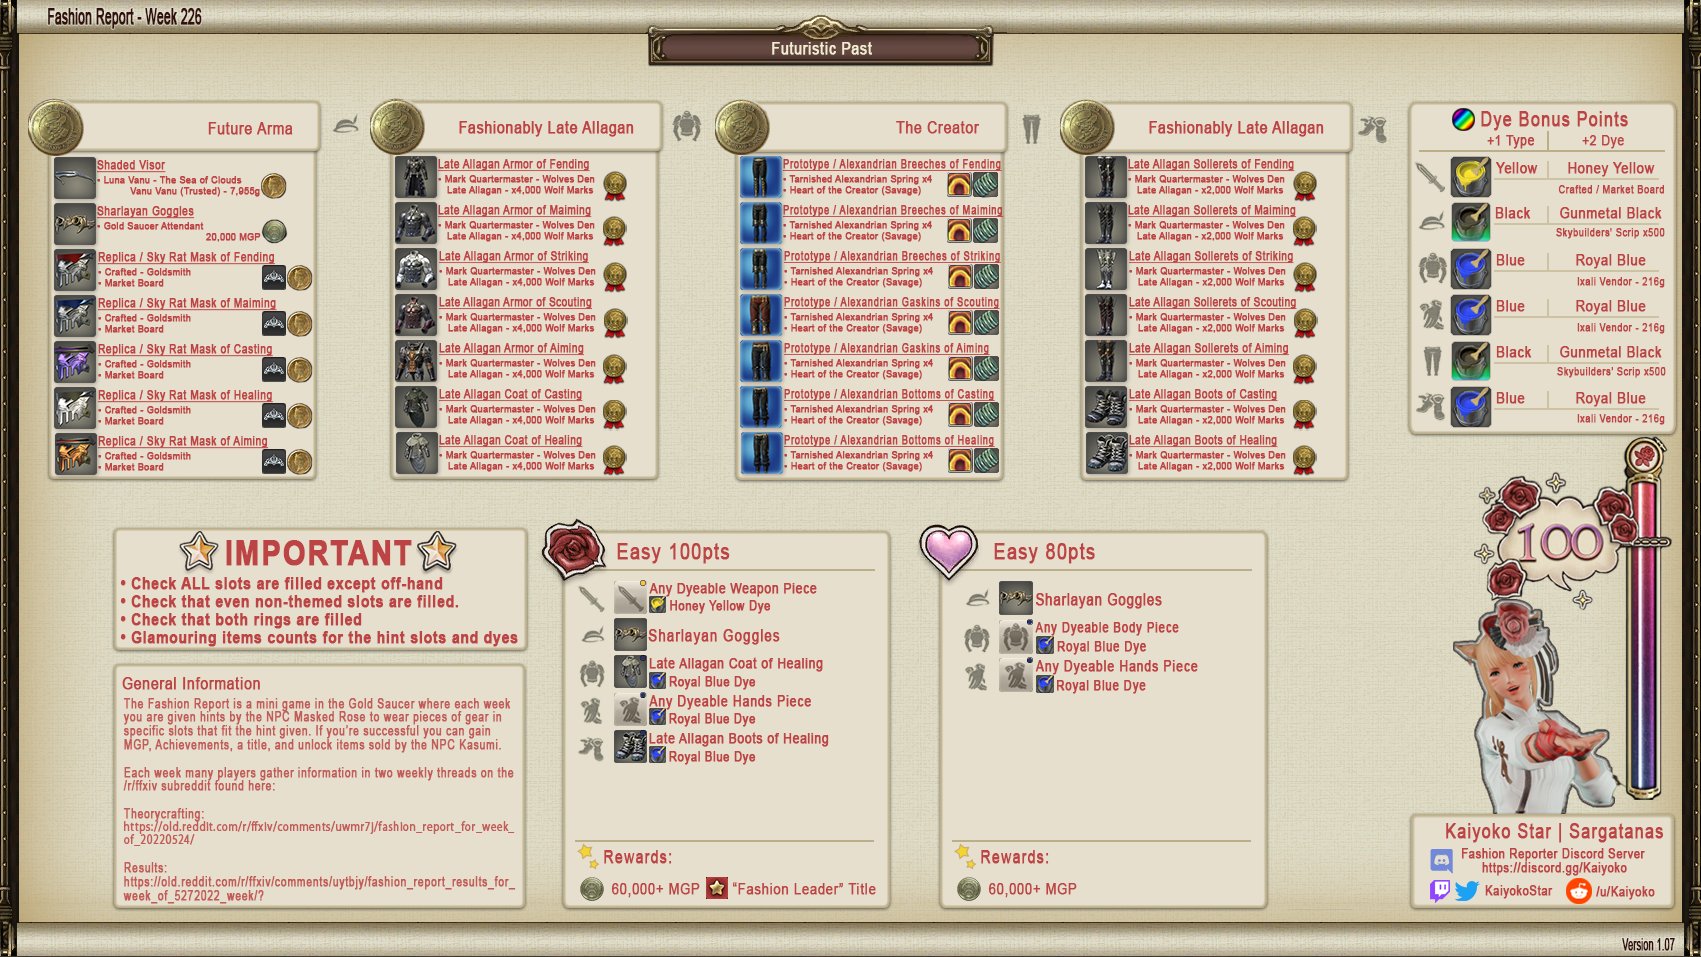 Fashion Report - Week 226
Futuristic Past
Future Arma
Shaded Visor
• Luna Vanu - The Sea of Clouds
Vanu Vanu (Trusted) - 7,955g
Sharlayan Goggles
• Gold Saucer Attendant
20,000 MGP
Replica / Sky Rat Mask of Fending
• Crafted - Goldsmith
• Market Board
Replica / Sky Rat Mask of Maiming
• Crafted - Goldsmith
• Market Board
Replica / Sky Rat Mask of Casting
• Crafted - Goldsmith
• Market Board
Replica / Sky Rat Mask of Healing
• Crafted - Goldsmith
• Market Board
Replica / Sky Rat Mask of Aiming
• Crafted - Goldsmith
• Market Board
Fashionably Late Allagan
Late Allagan Armor of Fending
• Mark Quartermaster - Wolves Den
Late Allagan - x4,000 Wolf Marks
Late Allagan Armor of Maiming
• Mark Quartermaster - Wolves Den
Late Allagan - x4,000 Wolf Marks
Late Allagan Armor of Striking
• Mark Quartermaster - Wolves Den
Late Allagan - x4,000 Wolf Marks
Late Allagan Armor of Scouting
• Mark Quartermaster - Wolves Den
Late Allagan - x4,000 Wolf Marks
Late Allagan Armor of Aiming
• Mark Quartermaster - Wolves Den
Late Allagan - x4,000 Wolf Marks
Late Allagan Coat of Casting
• Mark Quartermaster - Wolves Den
Late Allagan - x4,000 Wolf Marks
Late Allagan Coat of Healing
• Mark Quartermaster - Wolves Den
Late Allagan - x4,000 Wolf Marks
The Creator
Prototype / Alexandrian Breeches of Fending
• Tarnished Alexandrian Spring x4
• Heart of the Creator (Savage)
Prototype / Alexandrian Breeches of Maiming
• Tarnished Alexandrian Spring x4
• Heart of the Creator (Savage)
Prototype / Alexandrian Breeches of Striking
• Tarnished Alexandrian Spring x4
• Heart of the Creator (Savage)
Prototype / Alexandrian Gaskins of Scouting
• Tarnished Alexandrian Spring x4
• Heart of the Creator (Savage)
Prototype / Alexandrian Gaskins of Aiming
• Tarnished Alexandrian Spring x4
• Heart of the Creator (Savage)
Prototype / Alexandrian Bottoms of Casting
• Tarnished Alexandrian Spring x4
• Heart of the Creator (Savage)
Prototype / Alexandrian Bottoms of Healing
• Tarnished Alexandrian Spring x4
• Heart of the Creator (Savage)
Fashionably Late Allagan
Late Allagan Sollerets of Fending
• Mark Quartermaster - Wolves Den
Late Allagan - x2,000 Wolf Marks
Late Allagan Sollerets of Maiming
• Mark Quartermaster - Wolves Den
Late Allagan - x2,000 Wolf Marks
Late Allagan Sollerets of Striking
• Mark Quartermaster - Wolves Den
Late Allagan - x2,000 Wolf Marks
Late Allagan Sollerets of Scouting
• Mark Quartermaster - Wolves Den
Late Allagan - x2,000 Wolf Marks
Late Allagan Sollerets of Aiming
• Mark Quartermaster - Wolves Den
Late Allagan - x2,000 Wolf Marks
Late Allagan Boots of Casting
• Mark Quartermaster - Wolves Den
Late Allagan - x2,000 Wolf Marks
Late Allagan Boots of Healing
• Mark Quartermaster - Wolves Den
Late Allagan - x2,000 Wolf Marks
Dye Bonus Points
+1 Type +2 Dye
Yellow Honey Yellow
Crafted / Market Board
Black Gunmetal Black
Skybuilders' Scrip x500
Blue Royal Blue
Ixali Vendor - 216g
Blue Royal Blue
Ixali Vendor - 216g
Black Gunmetal Black
Skybuilders' Scrip x500
Blue Royal Blue
Ixali Vendor - 216g
100
IMPORTANT
• Check ALL slots are filled except off-hand
• Check that even non-themed slots are filled.
• Check that both rings are filled
• Glamouring items counts for the hint slots and dyes
General Information
The Fashion Report is a mini game in the Gold Saucer where each week
you are given hints by the NPC Masked Rose to wear pieces of gear in
specific slots that fit the hint given. If you're successful you can gain
MGP, Achievements, a title, and unlock items sold by the NPC Kasumi.
Each week many players gather information in two weekly threads on the
/r/ffxiv subreddit found here:
Theorycrafting:
https://old.reddit.com/r/ffxiv/comments/uwmr7j/fashion_report_for_week_
of_20220524/
Results:
https://old.reddit.com/r/ffxiv/comments/uytbjy/fashion_report_results_for_
week_of_5272022_week/?
Easy 100pts
Any Dyeable Weapon Piece
Honey Yellow Dye
Sharlayan Goggles
Late Allagan Coat of Healing
Royal Blue Dye
Any Dyeable Hands Piece
Royal Blue Dye
Late Allagan Boots of Healing
Royal Blue Dye
Rewards:
60,000+ MGP "Fashion Leader" Title
Easy 80pts
Sharlayan Goggles
Any Dyeable Body Piece
Royal Blue Dye
Any Dyeable Hands Piece
Royal Blue Dye
Rewards:
60,000+ MGP
Kaiyoko Star | Sargatanas
Fashion Reporter Discord Server
https://discord.gg/Kaiyoko
KaiyokoStar /u/Kaiyoko
Version 1.07